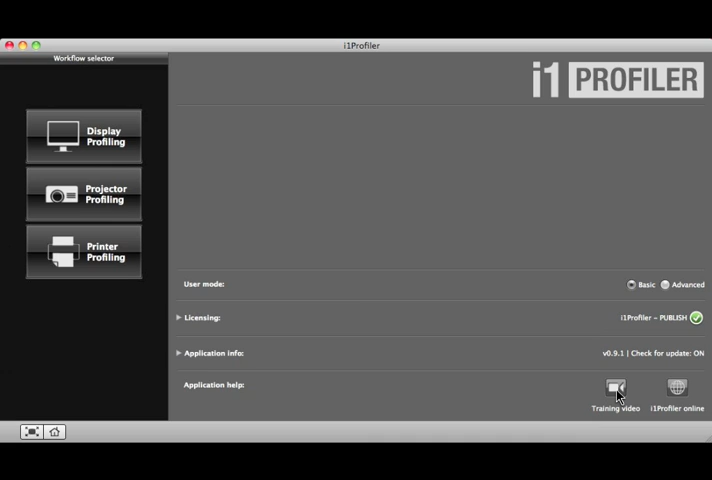 i1Profiler
Workflow selector
i1 PROFILER
Display
Profiling
Projector
Profiling
Printer
Profiling
User mode:
Basic
Advanced
Licensing:
i1Profiler – PUBLISH
Application info:
v0.9.1 | Check for update: ON
Application help:
Training video
i1Profiler online